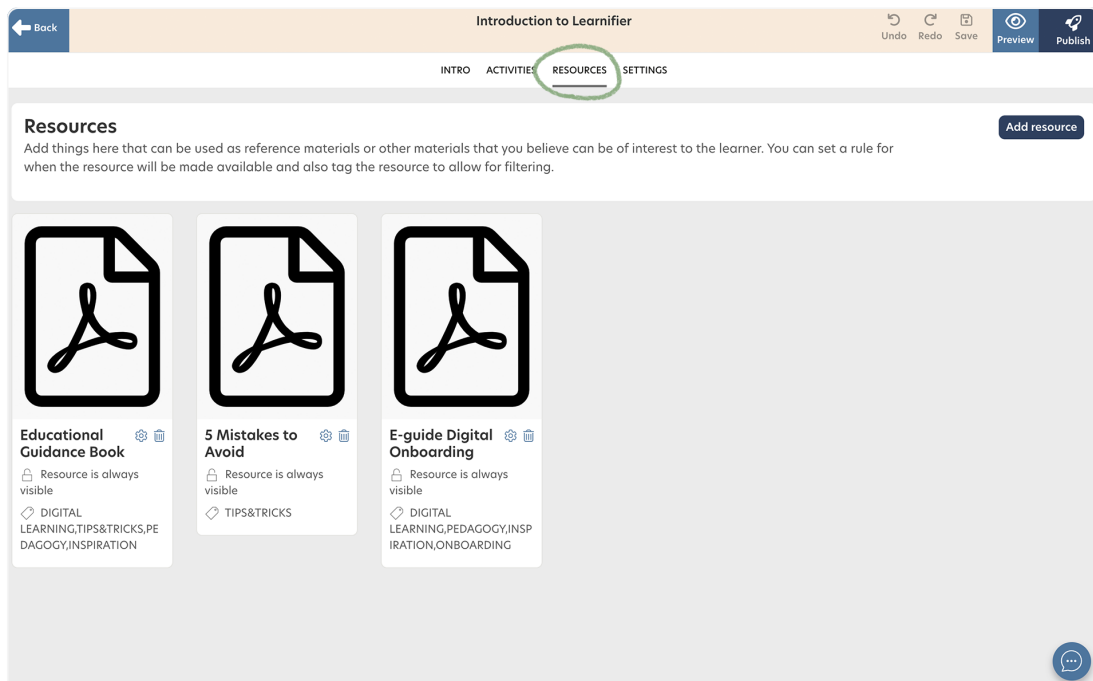 Back
Introduction to Learnifier
Undo Redo Save
Preview
Publish
INTRO ACTIVITIES RESOURCES SETTINGS
Resources
Add resource
Add things here that can be used as reference materials or other materials that you believe can be of interest to the learner. You can set a rule for
when the resource will be made available and also tag the resource to allow for filtering.
Educational
Guidance Book
Resource is always
visible
DIGITAL
LEARNING,TIPS&TRICKS,PE
DAGOGY,INSPIRATION
5 Mistakes to
Avoid
Resource is always
visible
TIPS&TRICKS
E-guide Digital
Onboarding
Resource is always
visible
DIGITAL
LEARNING,PEDAGOGY,INSP
IRATION,ONBOARDING